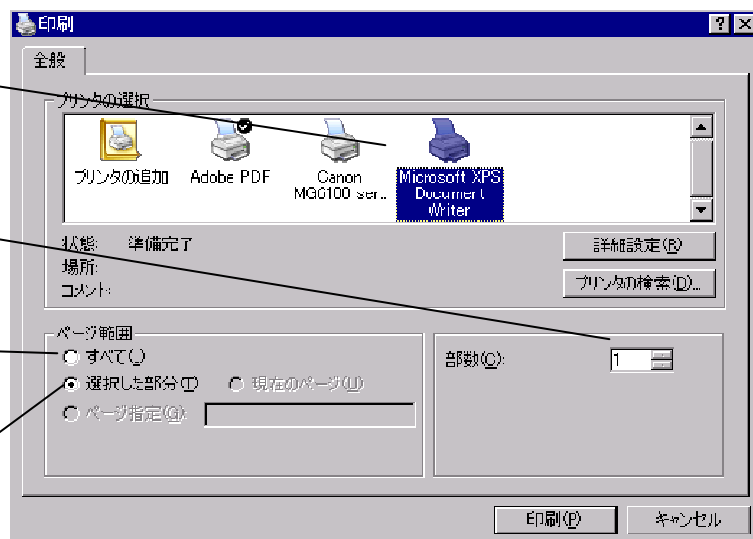 印刷
全般
プリンタの選択
プリンタの追加
Adobe PDF
Canon
MG6100 ser...
Microsoft XPS
Document
Writer
状態: 準備完了
場所:
コメント:
詳細設定(R)
プリンタの検索(D)...
ページ範囲
すべて(L)
選択した部分(T) 現在のページ(U)
ページ指定(G):
部数(C): 1
印刷(P) キャンセル